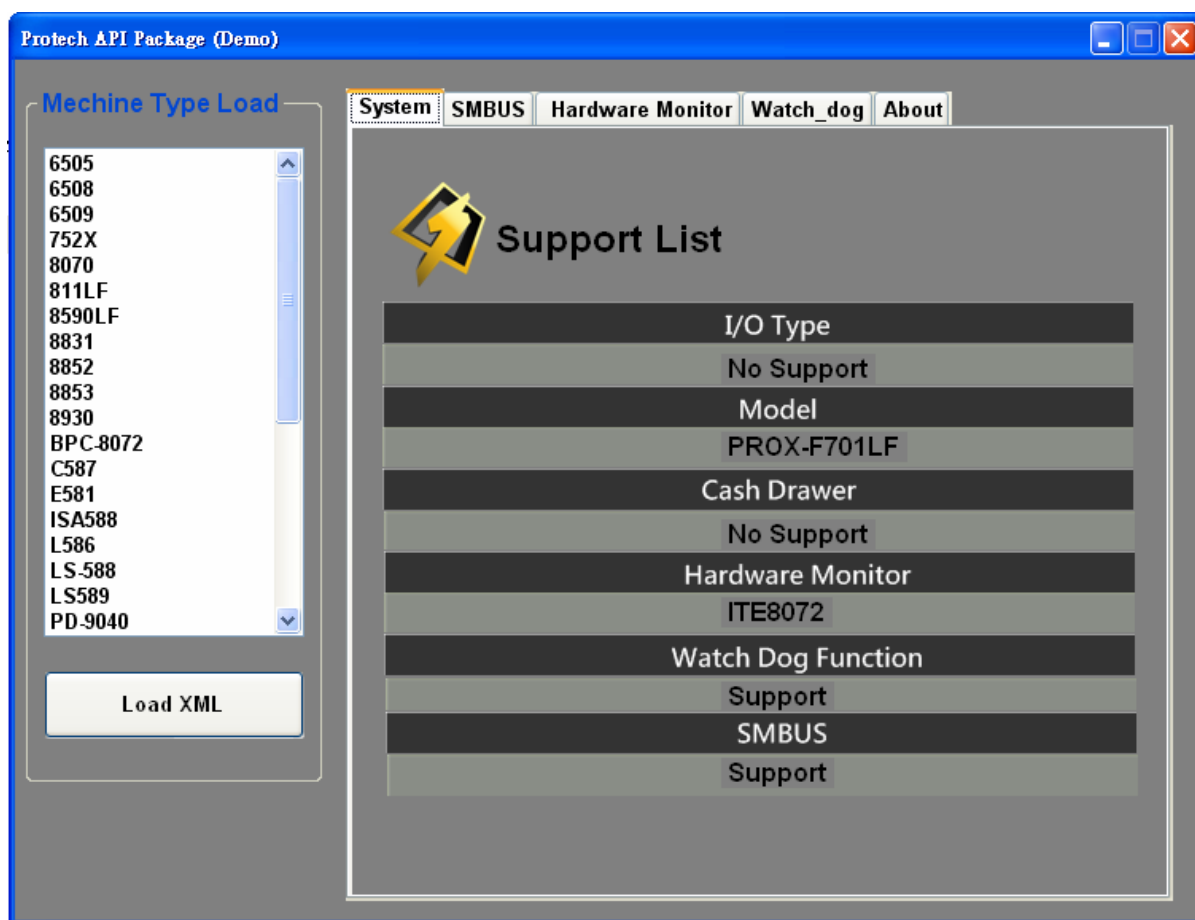 Protech API Package (Demo)
Mechine Type Load
6505
6508
6509
752X
8070
811LF
8590LF
8831
8852
8853
8930
BPC-8072
C587
E581
ISA588
L586
LS-588
LS589
PD-9040
Load XML
System SMBUS Hardware Monitor Watch_dog About
Support List
I/O Type
No Support
Model
PROX-F701LF
Cash Drawer
No Support
Hardware Monitor
ITE8072
Watch Dog Function
Support
SMBUS
Support